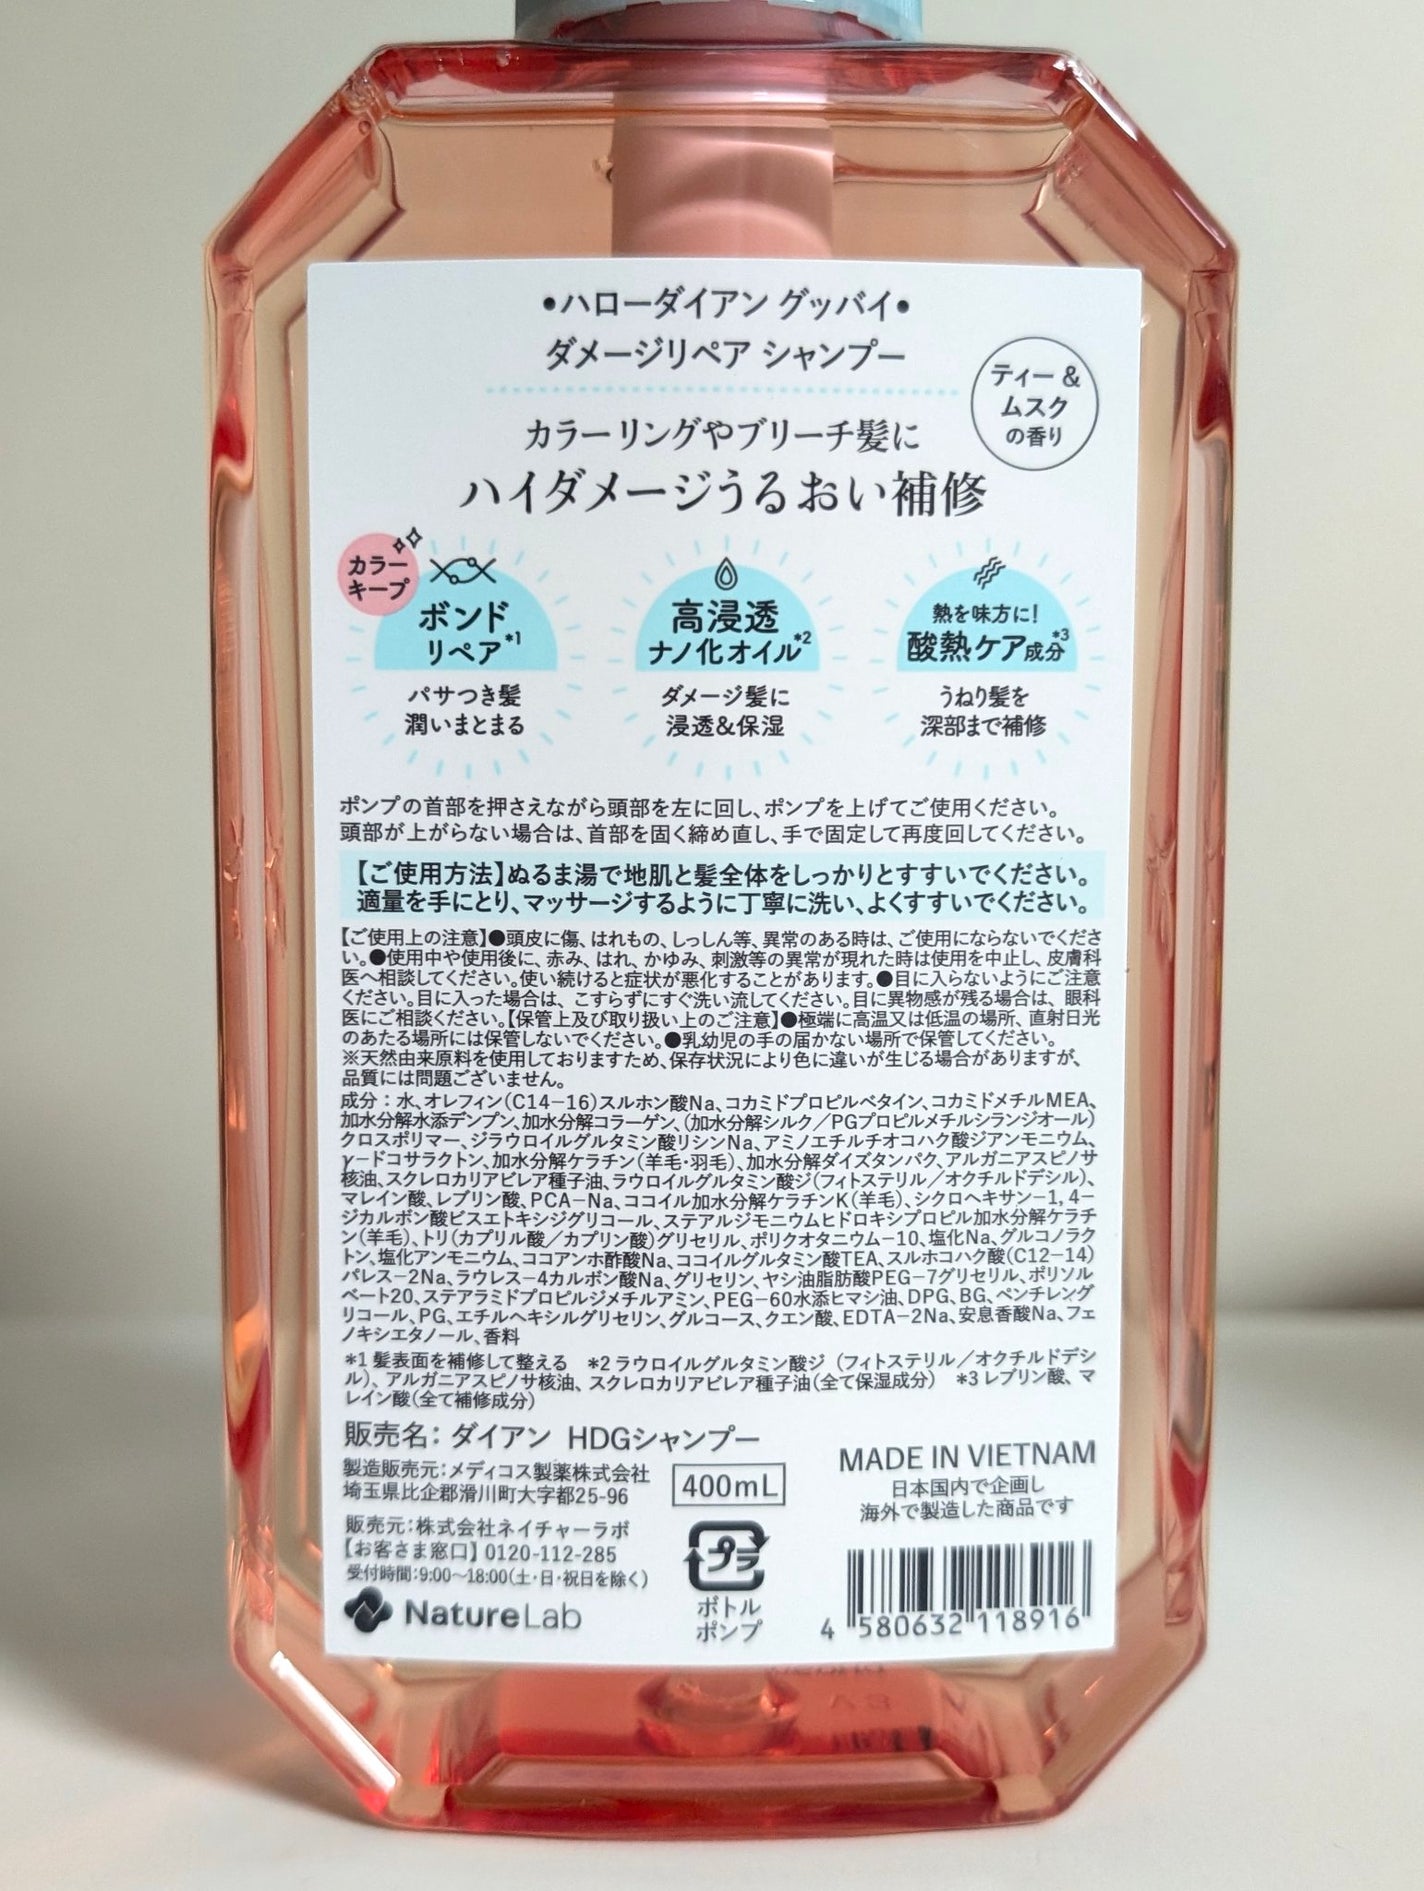 •ハローダイアン グッバイ•
ダメージリペア シャンプー
ティー &
ムスク
の香り
カラーリングやブリーチ髪に
ハイダメージうるおい補修
カラー
キープ
ボンド
リペア*1
パサつき髪
潤いまとまる
高浸透
ナノ化オイル*2
ダメージ髪に
浸透&保湿
熱を味方に!
酸熱ケア成分*3
うねり髪を
深部まで補修
ポンプの首部を押さえながら頭部を左に回し、ポンプを上げてご使用ください。
頭部が上がらない場合は、首部を固く締め直し、手で固定して再度回してください。
【ご使用方法】ぬるま湯で地肌と髪全体をしっかりとすすいでください。
適量を手にとり、マッサージするように丁寧に洗い、よくすすいでください。
【ご使用上の注意】●頭皮に傷、はれもの、しっしん等、異常のある時は、ご使用にならないでくださ
い。●使用中や使用後に、赤み、はれ、かゆみ、刺激等の異常が現れた時は使用を中止し、皮膚科
医へ相談してください。使い続けると症状が悪化することがあります。●目に入らないようにご注意
ください。目に入った場合は、こすらずにすぐ洗い流してください。目に異物感が残る場合は、眼科
医にご相談ください。【保管上及び取り扱い上のご注意】●極端に高温又は低温の場所、直射日光
のあたる場所には保管しないでください。●乳幼児の手の届かない場所で保管してください。
※天然由来原料を使用しておりますため、保存状況により色に違いが生じる場合がありますが、
品質には問題ございません。
成分：水、オレフィン(C14−16)スルホン酸Na、コカミドプロピルベタイン、コカミドメチルMEA、
加水分解水添デンプン、加水分解コラーゲン、(加水分解シルク／PGプロピルメチルシランジオール)
クロスポリマー、ジラウロイルグルタミン酸リシンNa、アミノエチルチオコハク酸ジアンモニウム、
γ−ドコサラクトン、加水分解ケラチン(羊毛・羽毛)、加水分解ダイズタンパク、アルガニアスピノサ
核油、スクレロカリアビレア種子油、ラウロイルグルタミン酸ジ(フィトステリル／オクチルドデシル)、
マレイン酸、レブリン酸、PCA−Na、ココイル加水分解ケラチンK(羊毛)、シクロヘキサン−1, 4−
ジカルボン酸ビスエトキシジグリコール、ステアルジモニウムヒドロキシプロピル加水分解ケラチ
ン(羊毛)、トリ(カプリル酸／カプリン酸)グリセリル、ポリクオタニウム−10、塩化Na、グルコノラク
トン、塩化アンモニウム、ココアンホ酢酸Na、ココイルグルタミン酸TEA、スルホコハク酸(C12−14)
パレス−2Na、ラウレス−4カルボン酸Na、グリセリン、ヤシ油脂肪酸PEG−7グリセリル、ポリソル
ベート20、ステアラミドプロピルジメチルアミン、PEG−60水添ヒマシ油、DPG、BG、ペンチレング
リコール、PG、エチルヘキシルグリセリン、グルコース、クエン酸、EDTA−2Na、安息香酸Na、フェ
ノキシエタノール、香料
*1 髪表面を補修して整える　*2 ラウロイルグルタミン酸ジ（フィトステリル／オクチルドデシ
ル)、アルガニアスピノサ核油、スクレロカリアビレア種子油(全て保湿成分)　*3 レブリン酸、マ
レイン酸(全て補修成分)
販売名：ダイアン HDGシャンプー
製造販売元：メディコス製薬株式会社
埼玉県比企郡滑川町大字都25-96
販売元：株式会社ネイチャーラボ
【お客さま窓口】0120-112-285
受付時間：9:00〜18:00(土・日・祝日を除く)
NatureLab
400mL
プラ
ボトル
ポンプ
MADE IN VIETNAM
日本国内で企画し
海外で製造した商品です
4 580632 118916